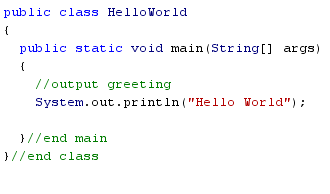 public class HelloWorld
{
  public static void main(String[] args)
  {
    //output greeting
    System.out.println("Hello World");

  }//end main
}//end class